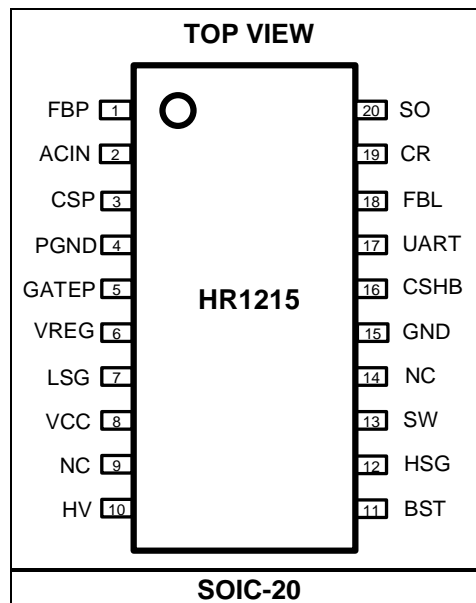 TOP VIEW
FBP 1 20 SO
ACIN 2 19 CR
CSP 3 18 FBL
PGND 4 17 UART
GATEP 5 16 CSHB
HR1215
VREG 6 15 GND
LSG 7 14 NC
VCC 8 13 SW
NC 9 12 HSG
HV 10 11 BST
SOIC-20